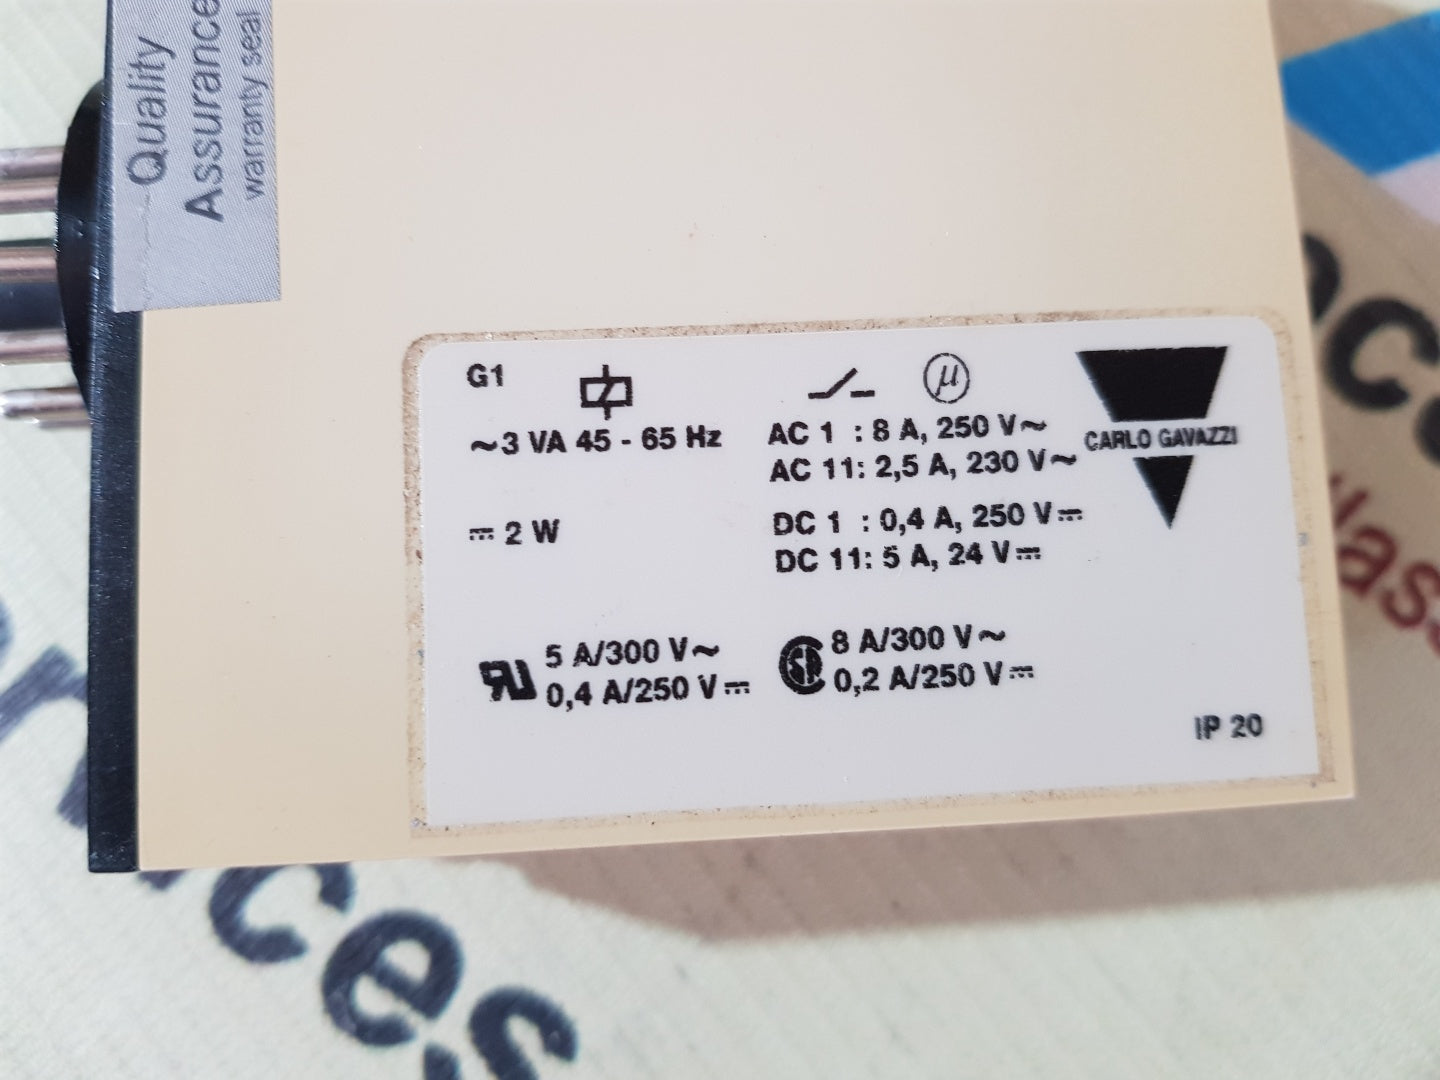 Quality
Assurance
warranty seal
G1
~3 VA 45 - 65 Hz
⎓ 2 W
µ
AC 1 : 8 A, 250 V~
AC 11: 2,5 A, 230 V~
DC 1 : 0,4 A, 250 V⎓
DC 11: 5 A, 24 V⎓
CARLO GAVAZZI
5 A/300 V~
0,4 A/250 V⎓
8 A/300 V~
0,2 A/250 V⎓
IP 20